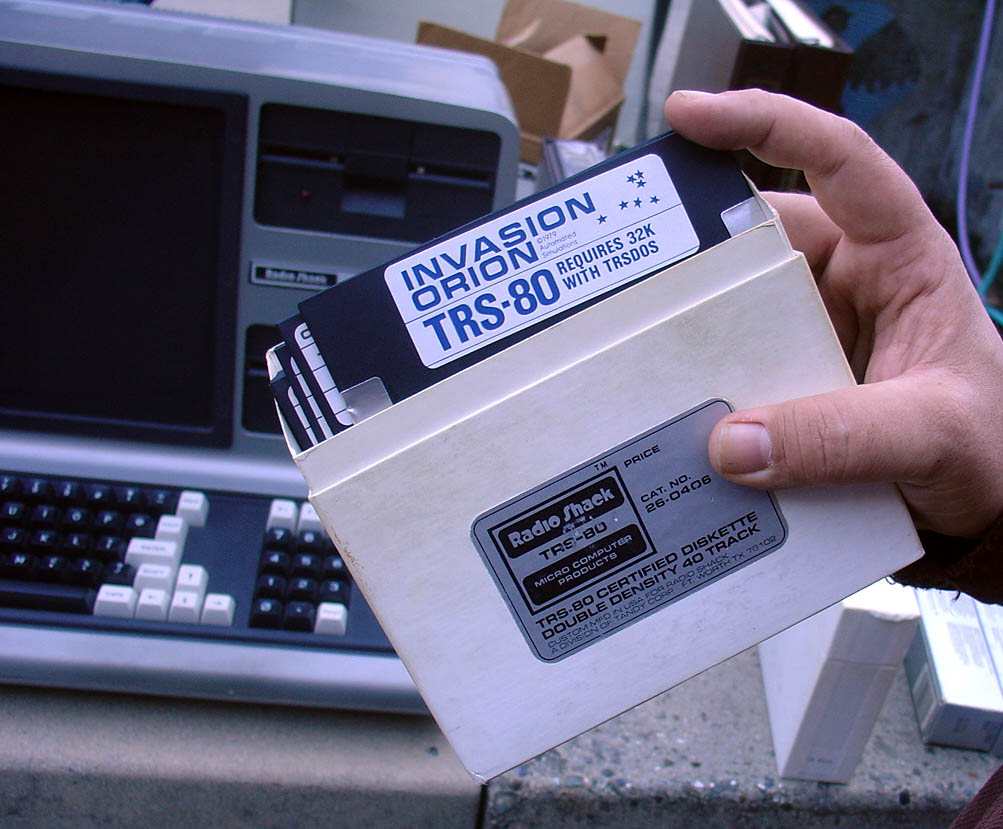 INVASION
ORION
©1979
Automated
Simulations
TRS-80
REQUIRES 32K
WITH TRSDOS
Radio Shack
TM
PRICE
Radio Shack
TRS-80
MICRO COMPUTER
PRODUCTS
CAT. NO.
26-0406
TRS-80 CERTIFIED DISKETTE
DOUBLE DENSITY 40 TRACK
CUSTOM MFD IN USA FOR RADIO SHACK
A DIVISION OF TANDY CORP. FT. WORTH, TX 76102